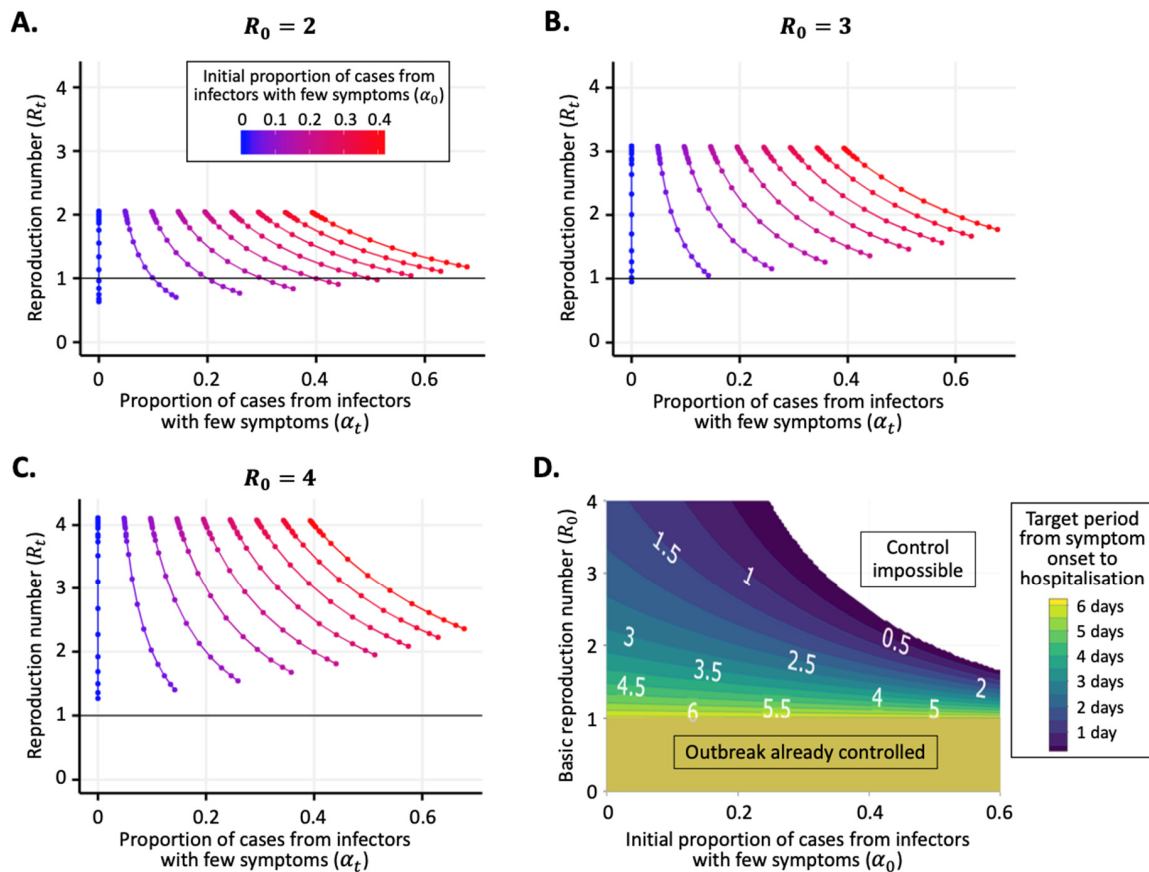 A.
R₀ = 2
Initial proportion of cases from
infectors with few symptoms (α₀)
0 0.1 0.2 0.3 0.4
Reproduction number (Rₜ)
4
3
2
1
0
0 0.2 0.4 0.6
Proportion of cases from infectors
with few symptoms (αₜ)
B.
R₀ = 3
Reproduction number (Rₜ)
4
3
2
1
0
0 0.2 0.4 0.6
Proportion of cases from infectors
with few symptoms (αₜ)
C.
R₀ = 4
Reproduction number (Rₜ)
4
3
2
1
0
0 0.2 0.4 0.6
Proportion of cases from infectors
with few symptoms (αₜ)
D.
Basic reproduction number (R₀)
4
3
2
1
0
1.5
1
Control
impossible
3
3.5
2.5
0.5
4.5
4
2
6
5.5
5
Outbreak already controlled
0 0.2 0.4 0.6
Initial proportion of cases from infectors
with few symptoms (α₀)
Target period
from symptom
onset to
hospitalisation
6 days
5 days
4 days
3 days
2 days
1 day